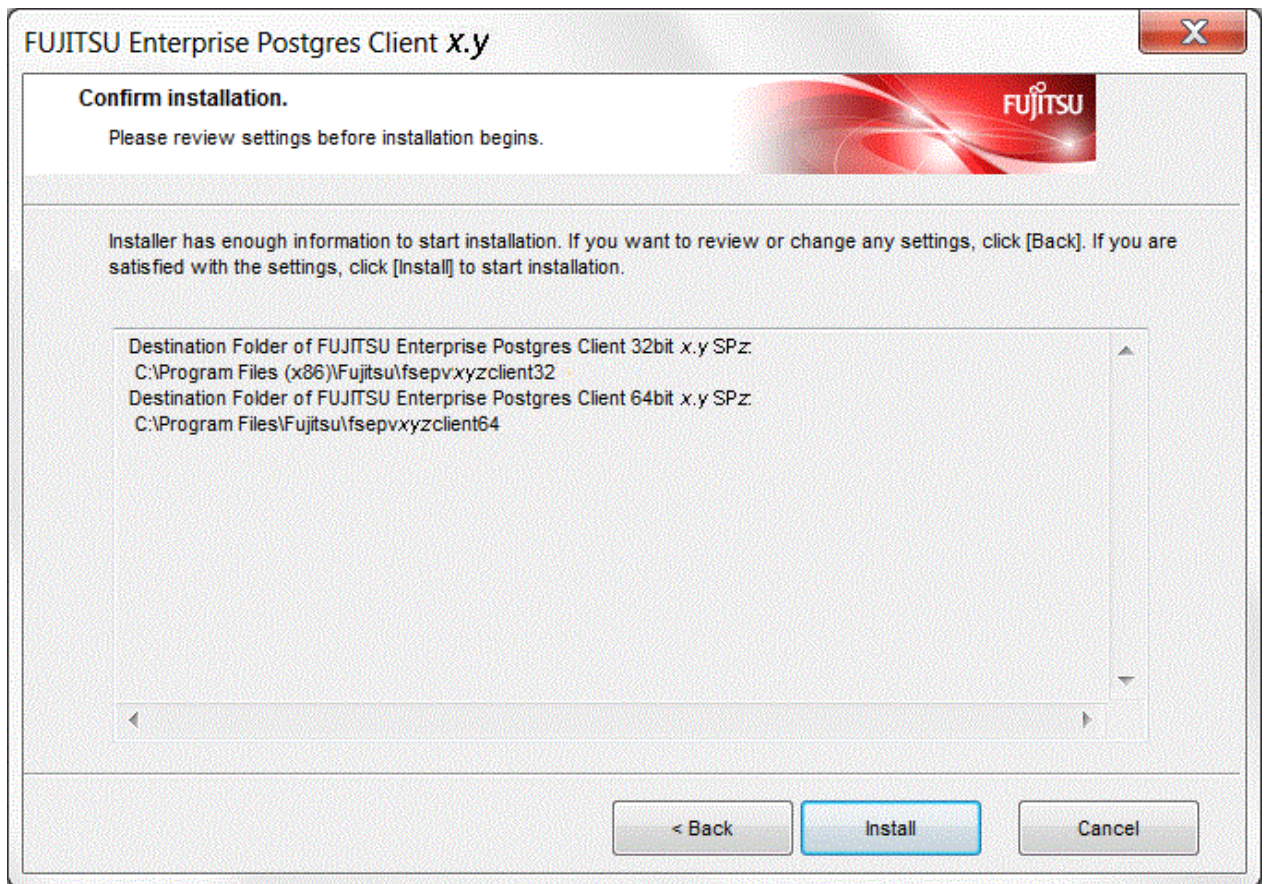 FUJITSU Enterprise Postgres Client x.y
Confirm installation.
FUJITSU
Please review settings before installation begins.
Installer has enough information to start installation. If you want to review or change any settings, click [Back]. If you are
satisfied with the settings, click [Install] to start installation.
Destination Folder of FUJITSU Enterprise Postgres Client 32bit x.y SPz:
C:\Program Files (x86)\Fujitsu\fsepvxyzclient32
Destination Folder of FUJITSU Enterprise Postgres Client 64bit x.y SPz:
C:\Program Files\Fujitsu\fsepvxyzclient64
< Back
Install
Cancel